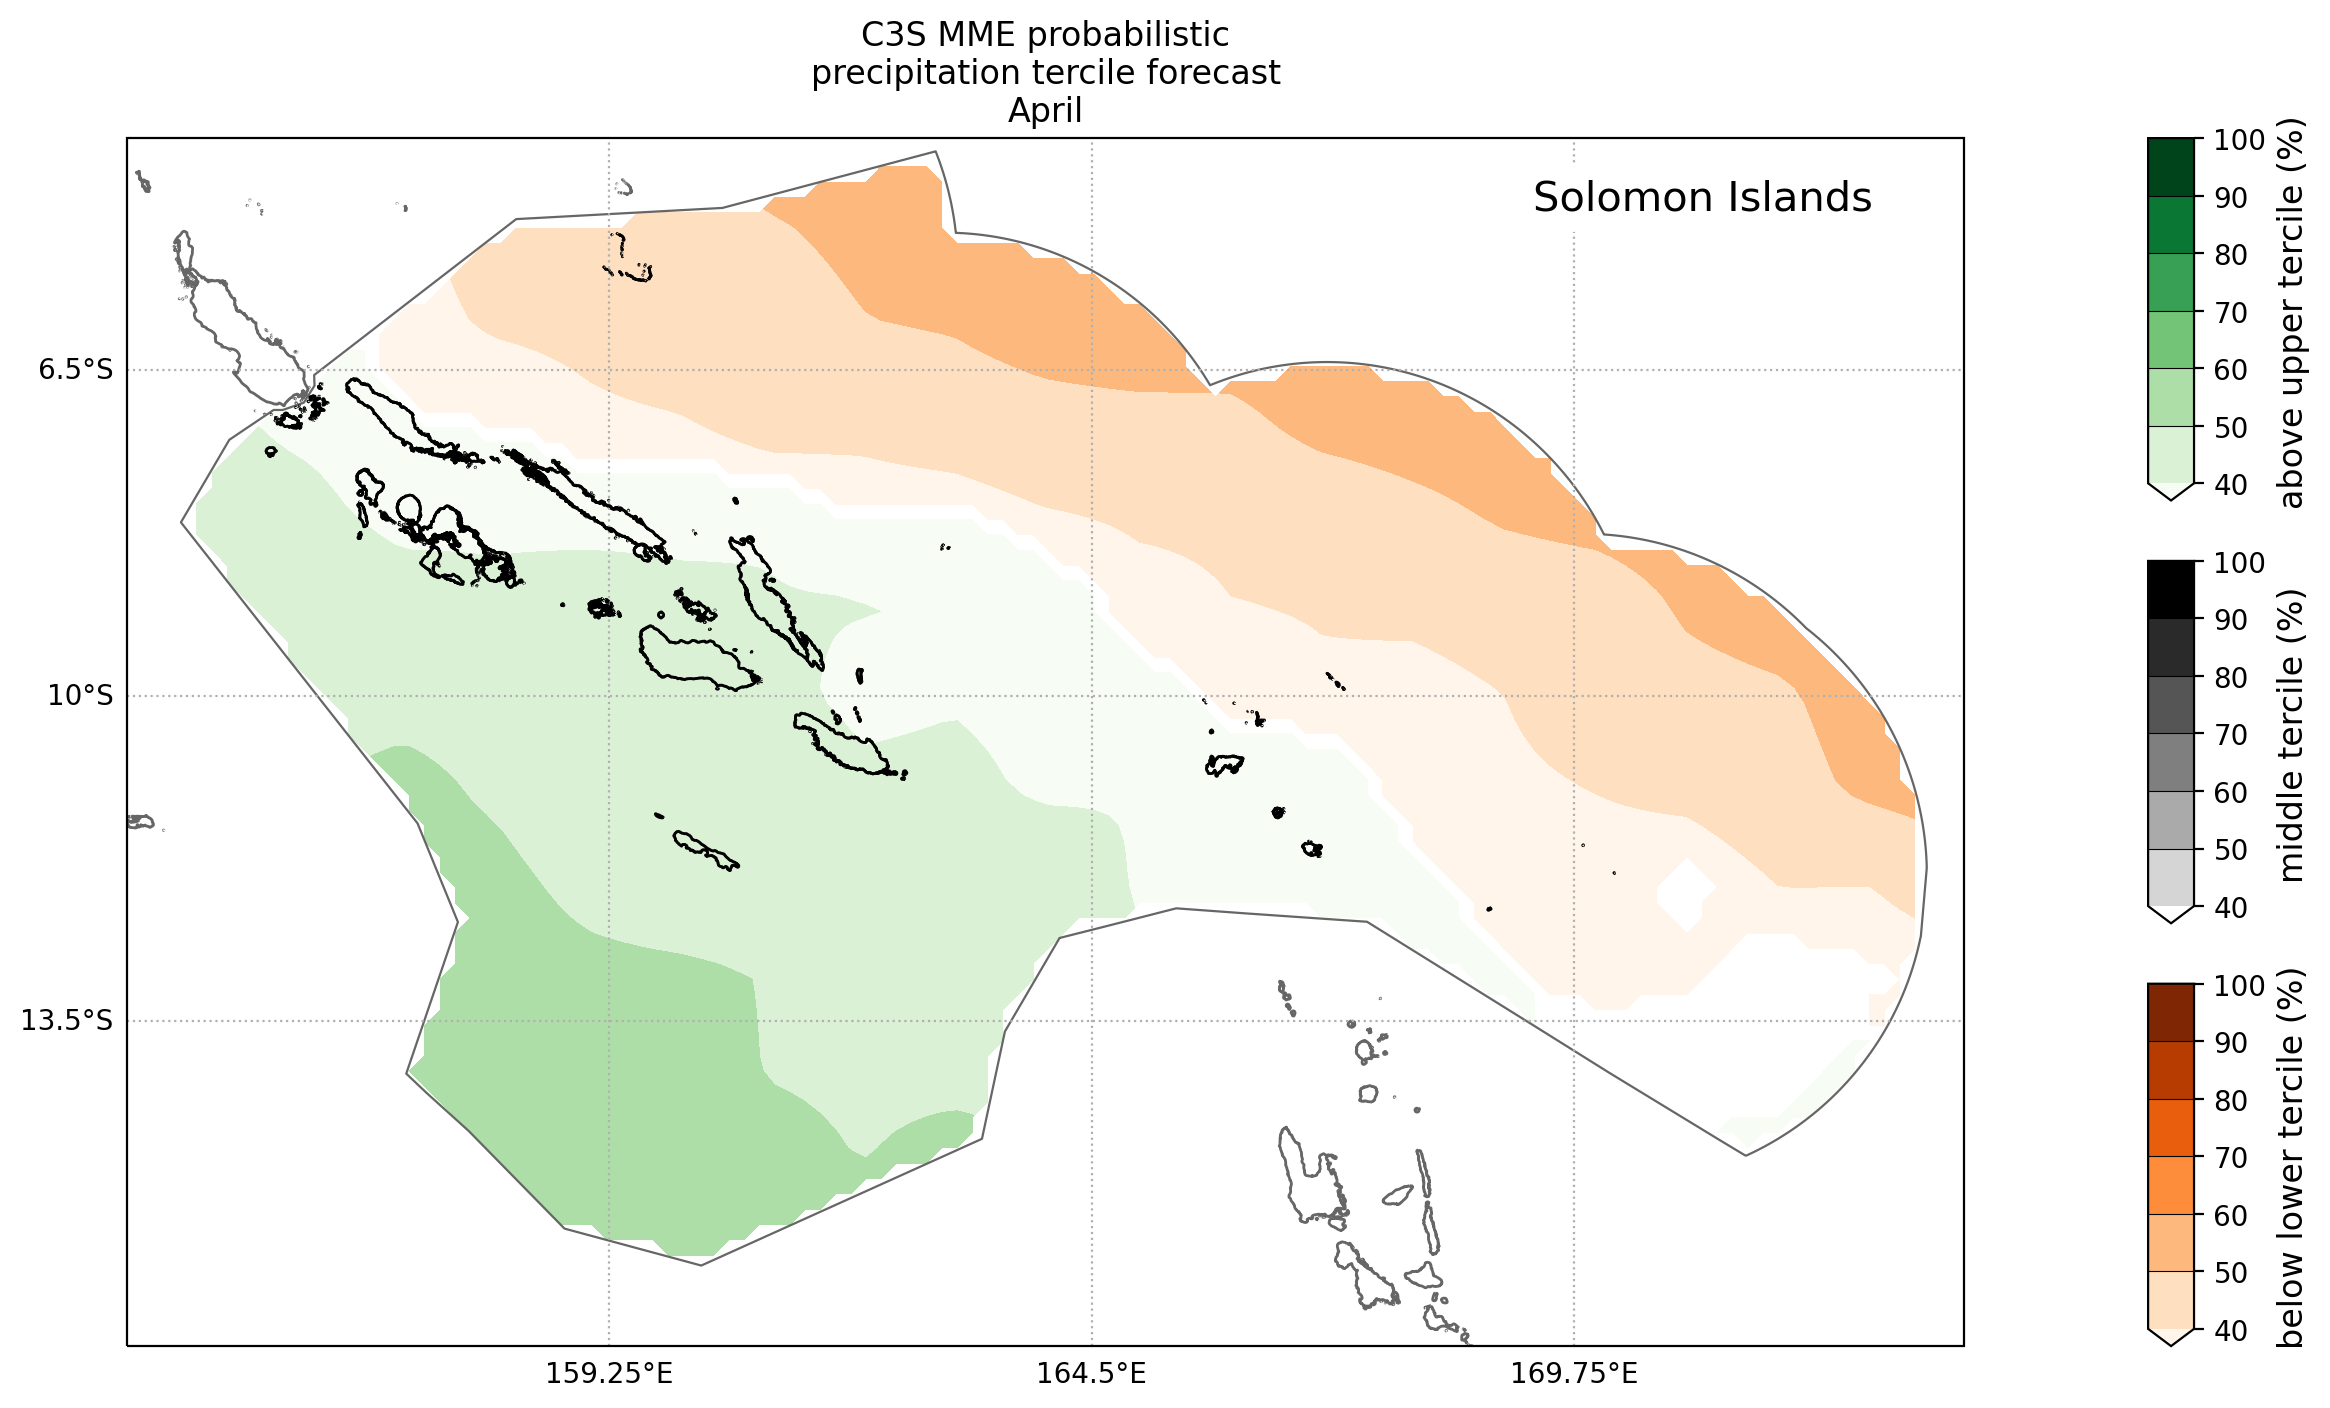 C3S MME probabilistic
precipitation tercile forecast
April
Solomon Islands
6.5°S
10°S
13.5°S
159.25°E
164.5°E
169.75°E
100
90
80
70
60
50
40
above upper tercile (%)
100
90
80
70
60
50
40
middle tercile (%)
100
90
80
70
60
50
40
below lower tercile (%)